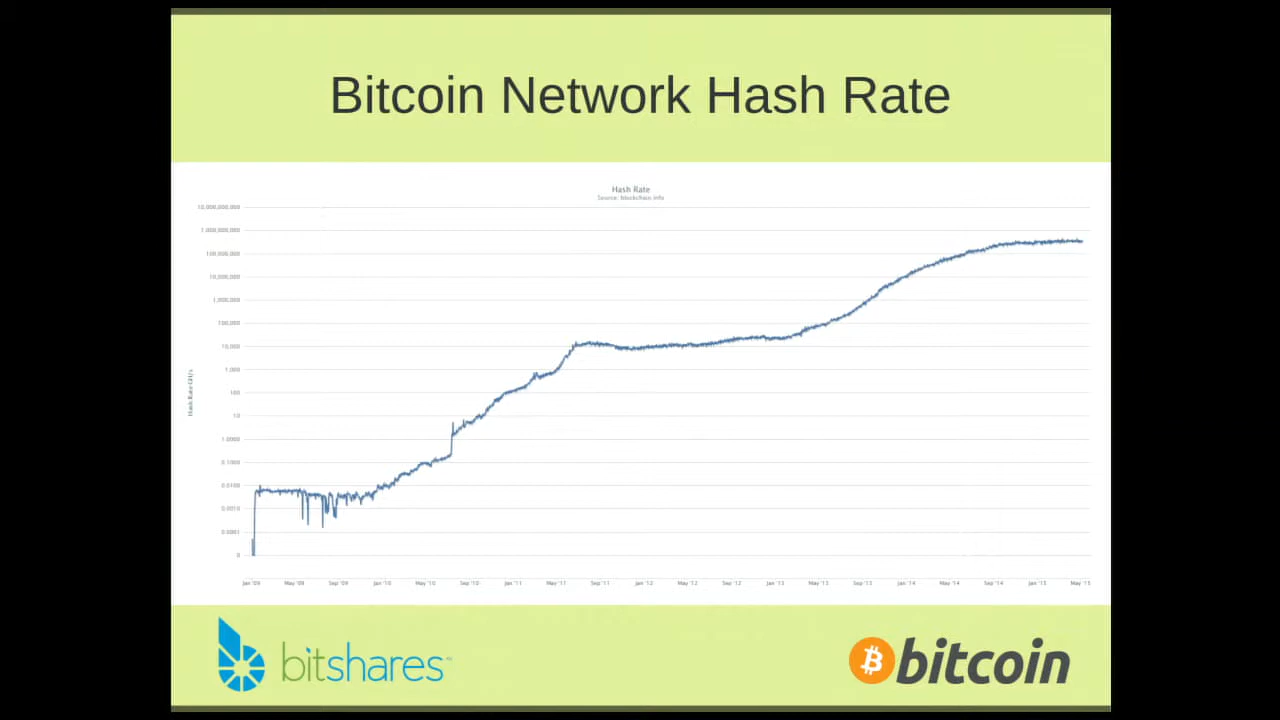 Bitcoin Network Hash Rate
Hash Rate
Source: blockchain.info
10,000,000,000
1,000,000,000
100,000,000
10,000,000
1,000,000
100,000
10,000
1,000
100
10
1.0000
0.1000
0.0100
0.0010
0.0001
0
Hash Rate GH/s
Jan '09 May '09 Sep '09 Jan '10 May '10 Sep '10 Jan '11 May '11 Sep '11 Jan '12 May '12 Sep '12 Jan '13 May '13 Sep '13 Jan '14 May '14 Sep '14 Jan '15 May '15
bitshares™
bitcoin